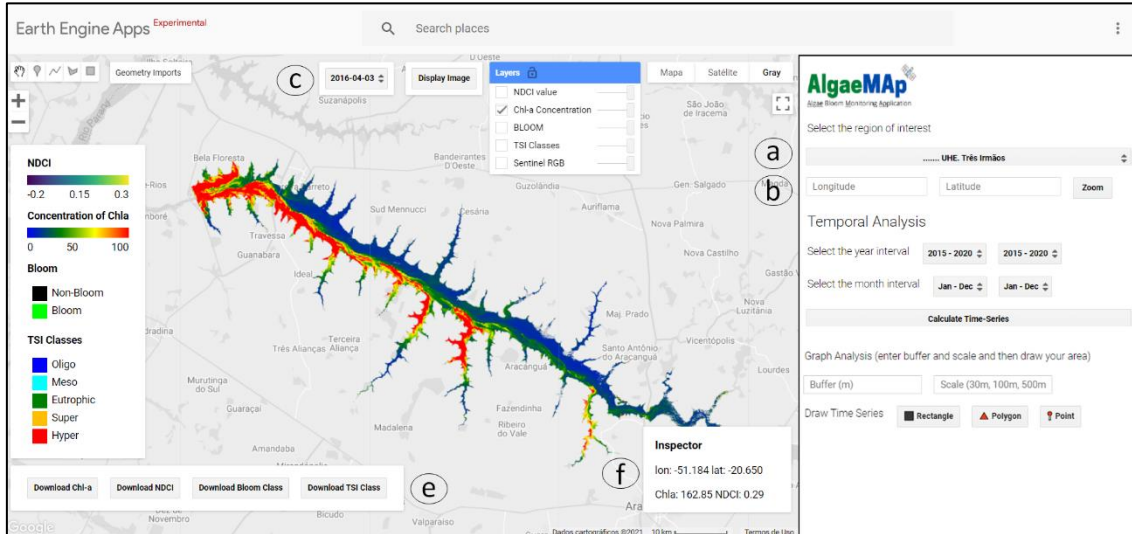 Earth Engine Apps Experimental
Search places
Geometry Imports
c
2016-04-03
Display Image
Layers
NDCI value
Chl-a Concentration
BLOOM
TSI Classes
Sentinel RGB
Mapa
Satélite
Gray
+
−
NDCI
-0.2 0.15 0.3
Concentration of Chla
0 50 100
Bloom
Non-Bloom
Bloom
TSI Classes
Oligo
Meso
Eutrophic
Super
Hyper
D'Oeste
Suzanápolis
São João
de Iracema
Bela Floresta
Bandeirantes
D'Oeste
Guzolândia
Gen. Salgado
Auriflama
Sud Mennucci
Cesária
Nova Palmira
Travessa
Guanabara
Nova Castilho
Ideal
Gastão
Nova
Luzitânia
Maj. Prado
Três Alianças
Terceira
Aliança
Santo Antônio
do Aracanguá
Vicentópolis
Aracanguá
Lourdes
Murutinga
do Sul
Guaraçaí
Fazendinha
Madalena
Ribeiro
do Vale
Amandaba
Bicudo
Valparaiso
Dez de
Novembro
Download Chl-a
Download NDCI
Download Bloom Class
Download TSI Class
e
f
Inspector
lon: -51.184 lat: -20.650
Chla: 162.85 NDCI: 0.29
Google
Dados cartográficos ©2021
10 km
Termos de Uso
AlgaeMAp
Algae Bloom Monitoring Application
Select the region of interest
a
....... UHE. Três Irmãos
b
Longitude
Latitude
Zoom
Temporal Analysis
Select the year interval
2015 - 2020
2015 - 2020
Select the month interval
Jan - Dec
Jan - Dec
Calculate Time-Series
Graph Analysis (enter buffer and scale and then draw your area)
Buffer (m)
Scale (30m, 100m, 500m
Draw Time Series
Rectangle
Polygon
Point